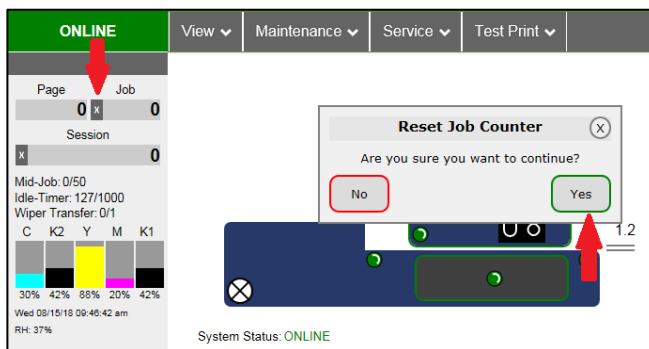 ONLINE
View
Maintenance
Service
Test Print
Page
Job
0 x 0
Session
x 0
Mid-Job: 0/50
Idle-Timer: 127/1000
Wiper Transfer: 0/1
C K2 Y M K1
30% 42% 88% 20% 42%
Wed 08/15/18 09:46:42 am
RH: 37%
Reset Job Counter X
Are you sure you want to continue?
No
Yes
1.2
System Status: ONLINE